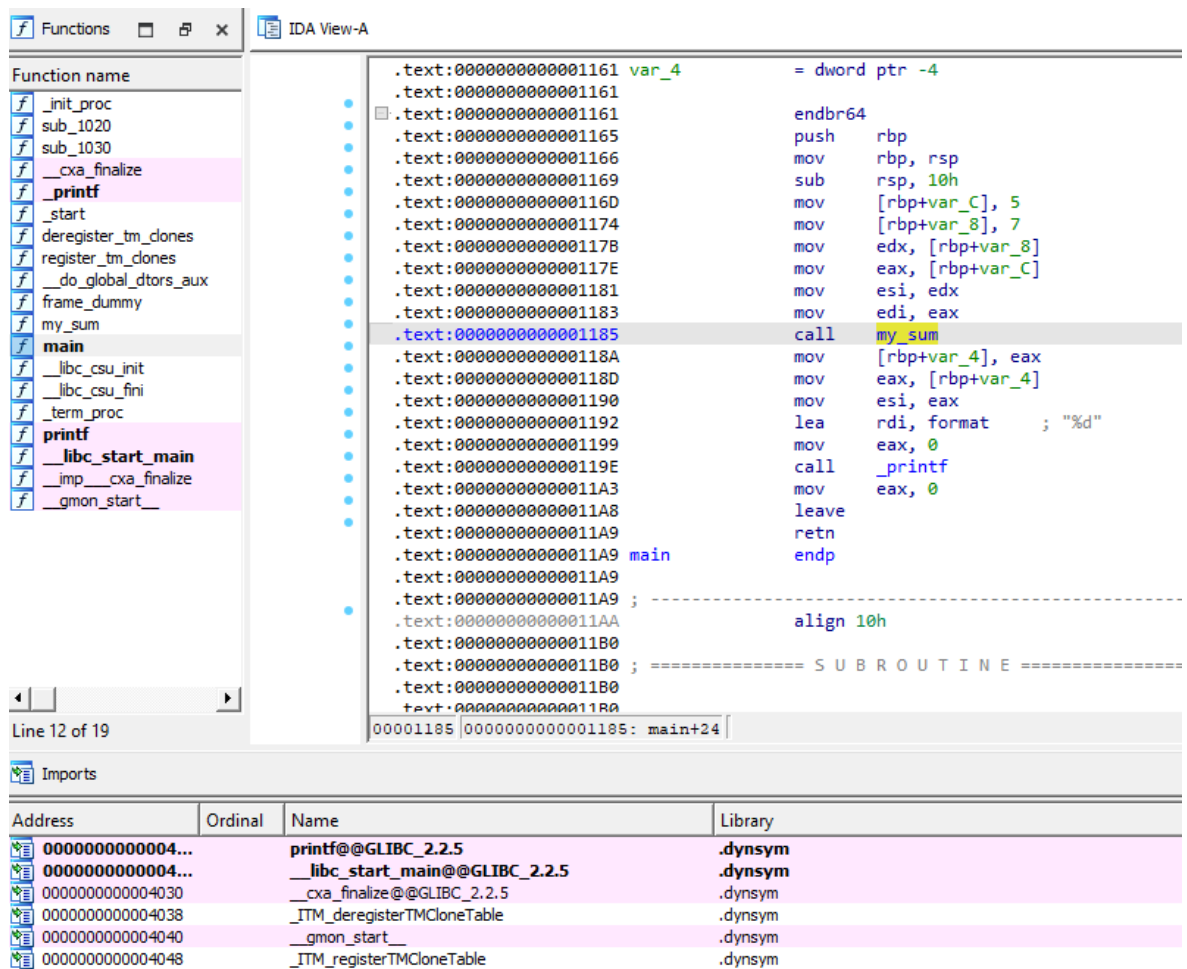 Functions
IDA View-A
Function name
_init_proc
sub_1020
sub_1030
__cxa_finalize
_printf
_start
deregister_tm_clones
register_tm_clones
__do_global_dtors_aux
frame_dummy
my_sum
main
__libc_csu_init
__libc_csu_fini
_term_proc
printf
__libc_start_main
__imp___cxa_finalize
__gmon_start__
Line 12 of 19
.text:0000000000001161 var_4 = dword ptr -4
.text:0000000000001161
.text:0000000000001161 endbr64
.text:0000000000001165 push rbp
.text:0000000000001166 mov rbp, rsp
.text:0000000000001169 sub rsp, 10h
.text:000000000000116D mov [rbp+var_C], 5
.text:0000000000001174 mov [rbp+var_8], 7
.text:000000000000117B mov edx, [rbp+var_8]
.text:000000000000117E mov eax, [rbp+var_C]
.text:0000000000001181 mov esi, edx
.text:0000000000001183 mov edi, eax
.text:0000000000001185 call my_sum
.text:000000000000118A mov [rbp+var_4], eax
.text:000000000000118D mov eax, [rbp+var_4]
.text:0000000000001190 mov esi, eax
.text:0000000000001192 lea rdi, format ; "%d"
.text:0000000000001199 mov eax, 0
.text:000000000000119E call _printf
.text:00000000000011A3 mov eax, 0
.text:00000000000011A8 leave
.text:00000000000011A9 retn
.text:00000000000011A9 main endp
.text:00000000000011A9
.text:00000000000011A9 ; ---------------------------------------------------
.text:00000000000011AA align 10h
.text:00000000000011B0
.text:00000000000011B0 ; =============== S U B R O U T I N E ================
.text:00000000000011B0
.text:00000000000011B0
00001185 0000000000001185: main+24
Imports
Address Ordinal Name Library
0000000000004... printf@@GLIBC_2.2.5 .dynsym
0000000000004... __libc_start_main@@GLIBC_2.2.5 .dynsym
0000000000004030 __cxa_finalize@@GLIBC_2.2.5 .dynsym
0000000000004038 _ITM_deregisterTMCloneTable .dynsym
0000000000004040 __gmon_start__ .dynsym
0000000000004048 _ITM_registerTMCloneTable .dynsym